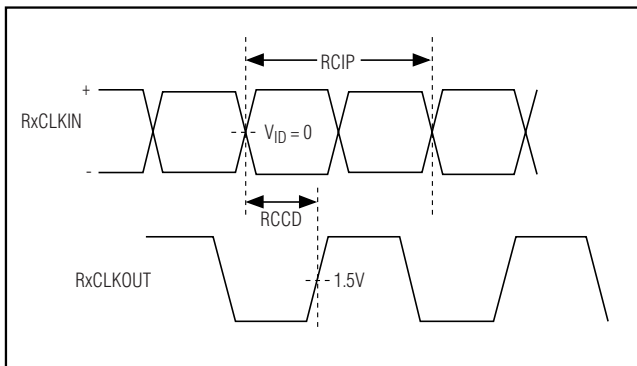 RCIP
+
RxCLKIN
V_ID = 0
-
RCCD
RxCLKOUT
1.5V